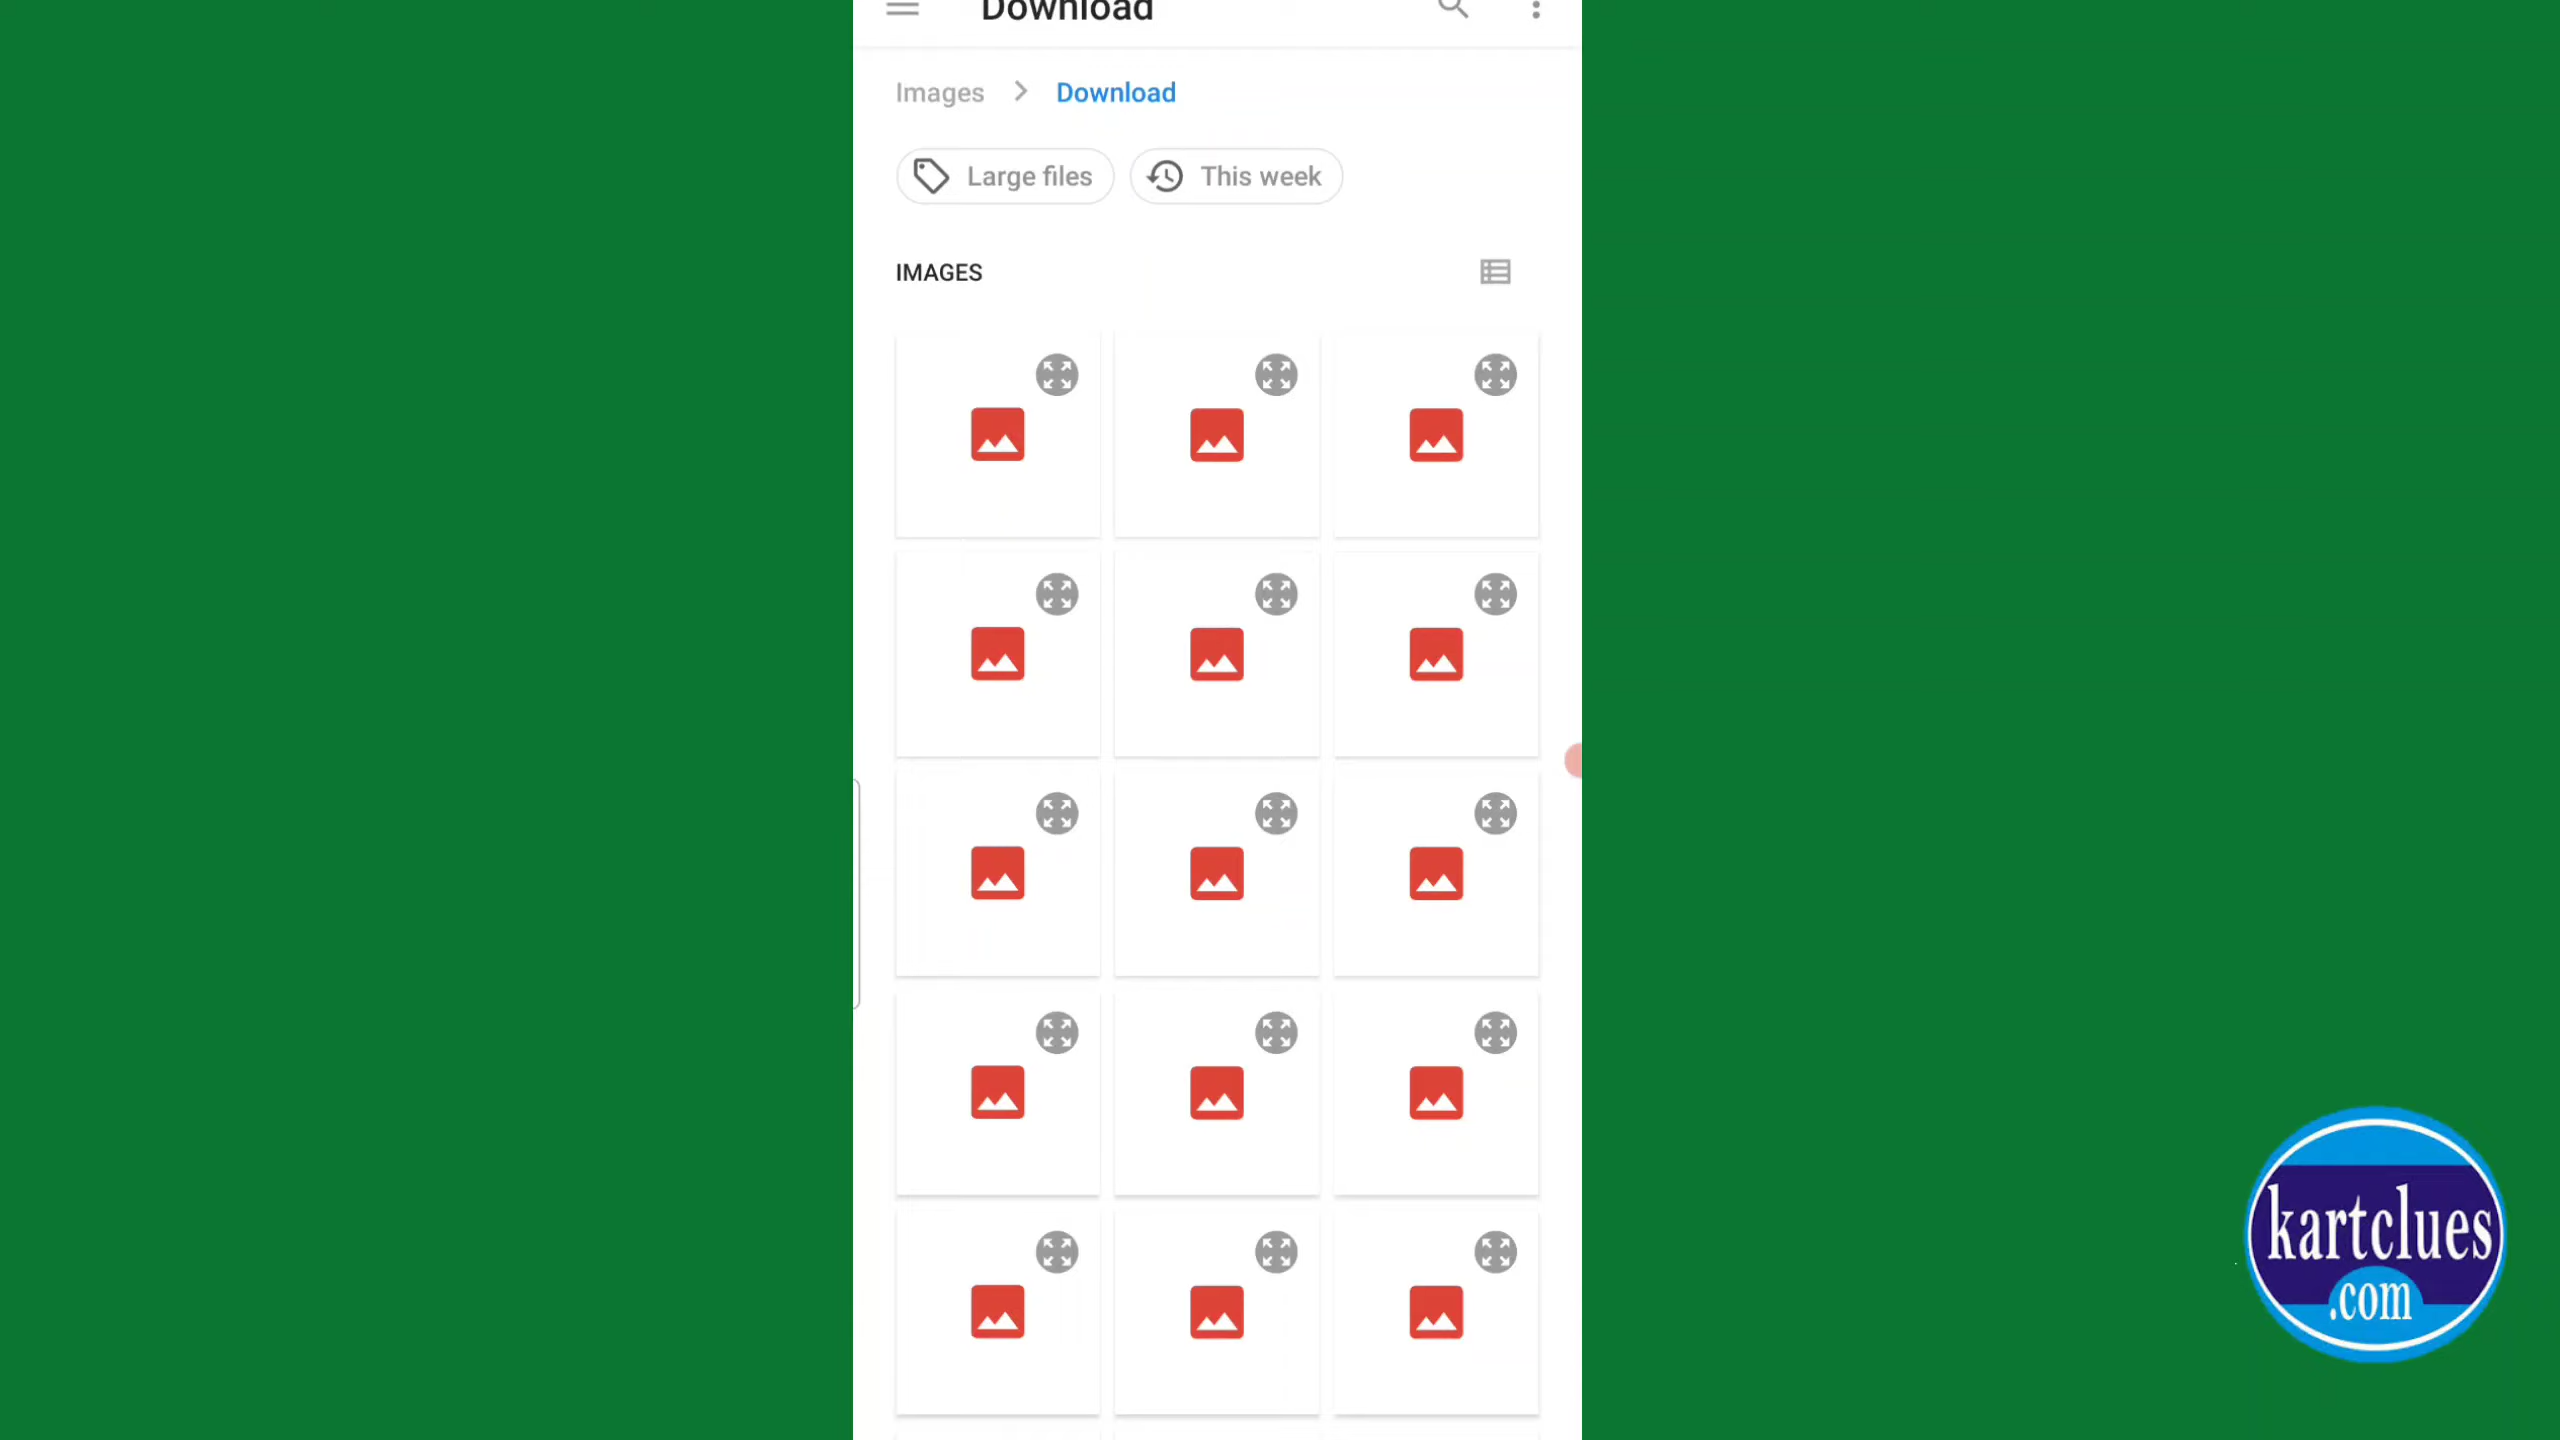 Download
Images > Download
Large files
This week
IMAGES
kartclues
.com